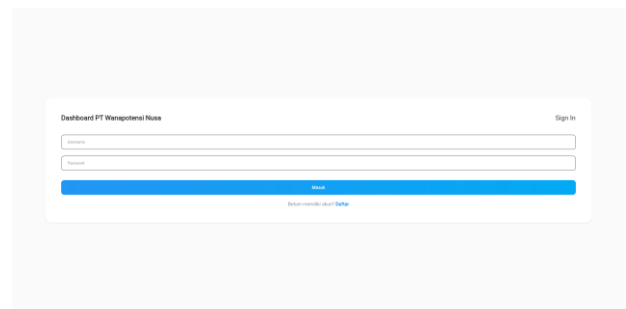 Dashboard PT Wanapotensi Nusa
Sign In
Username
Password
Masuk
Belum memiliki akun? Daftar